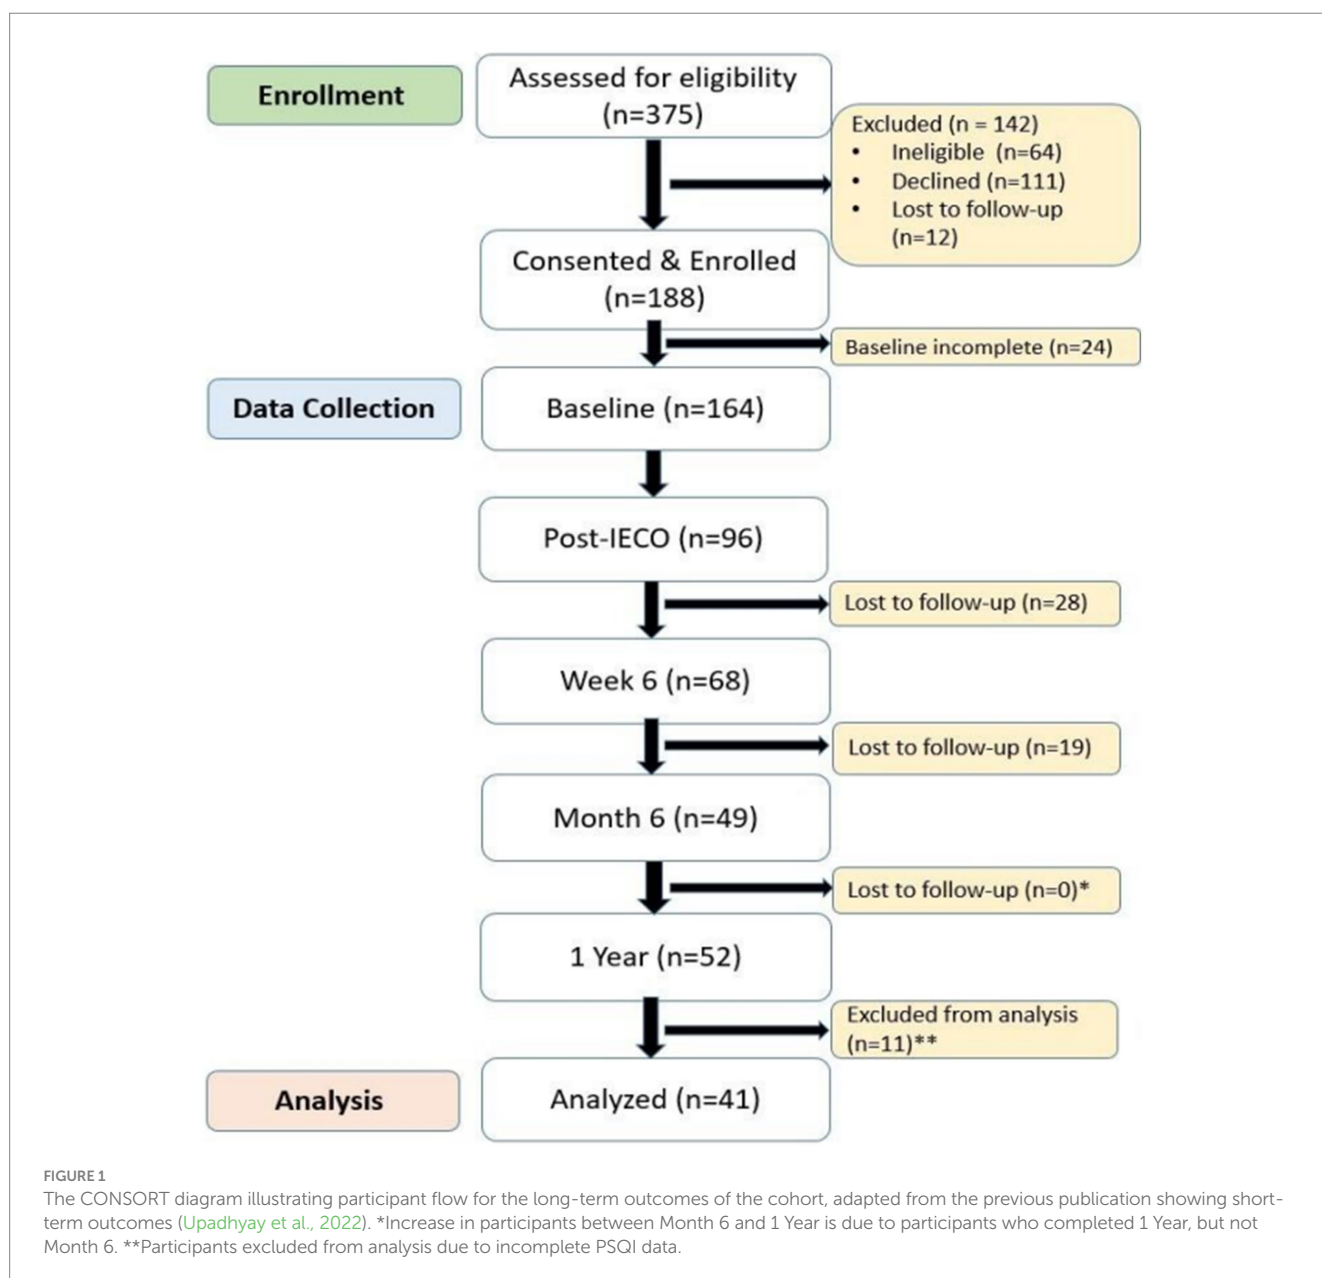 Enrollment
Assessed for eligibility
(n=375)
Excluded (n = 142)
• Ineligible (n=64)
• Declined (n=111)
• Lost to follow-up
(n=12)
Consented & Enrolled
(n=188)
Baseline incomplete (n=24)
Data Collection
Baseline (n=164)
Post-IECO (n=96)
Lost to follow-up (n=28)
Week 6 (n=68)
Lost to follow-up (n=19)
Month 6 (n=49)
Lost to follow-up (n=0)*
1 Year (n=52)
Excluded from analysis
(n=11)**
Analysis
Analyzed (n=41)
FIGURE 1
The CONSORT diagram illustrating participant flow for the long-term outcomes of the cohort, adapted from the previous publication showing short-
term outcomes (Upadhyay et al., 2022). *Increase in participants between Month 6 and 1 Year is due to participants who completed 1 Year, but not
Month 6. **Participants excluded from analysis due to incomplete PSQI data.